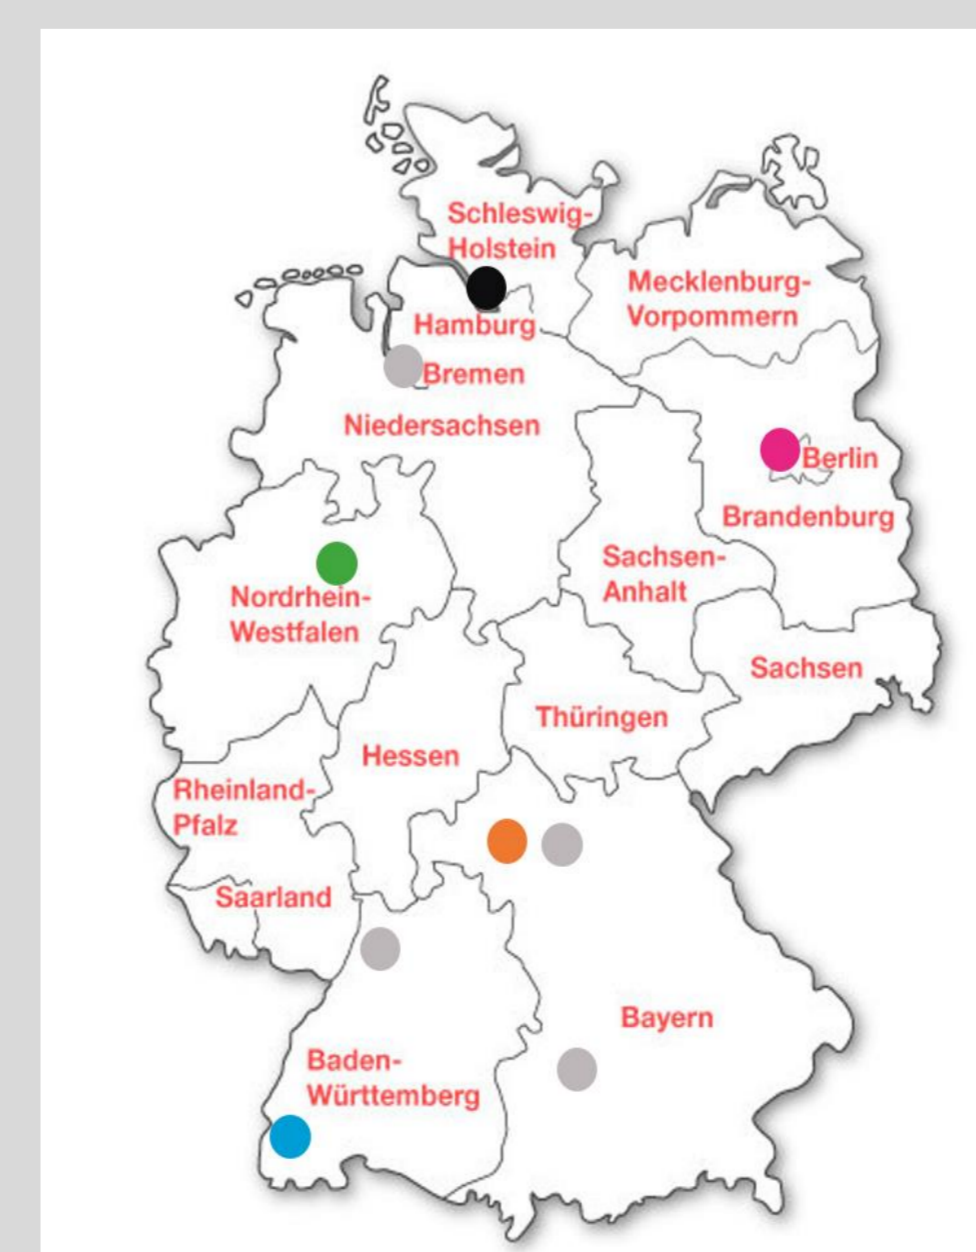 Schleswig-
Holstein
Mecklenburg-
Vorpommern
Hamburg
Bremen
Niedersachsen
Berlin
Brandenburg
Sachsen-
Anhalt
Nordrhein-
Westfalen
Sachsen
Thüringen
Hessen
Rheinland-
Pfalz
Saarland
Bayern
Baden-
Württemberg